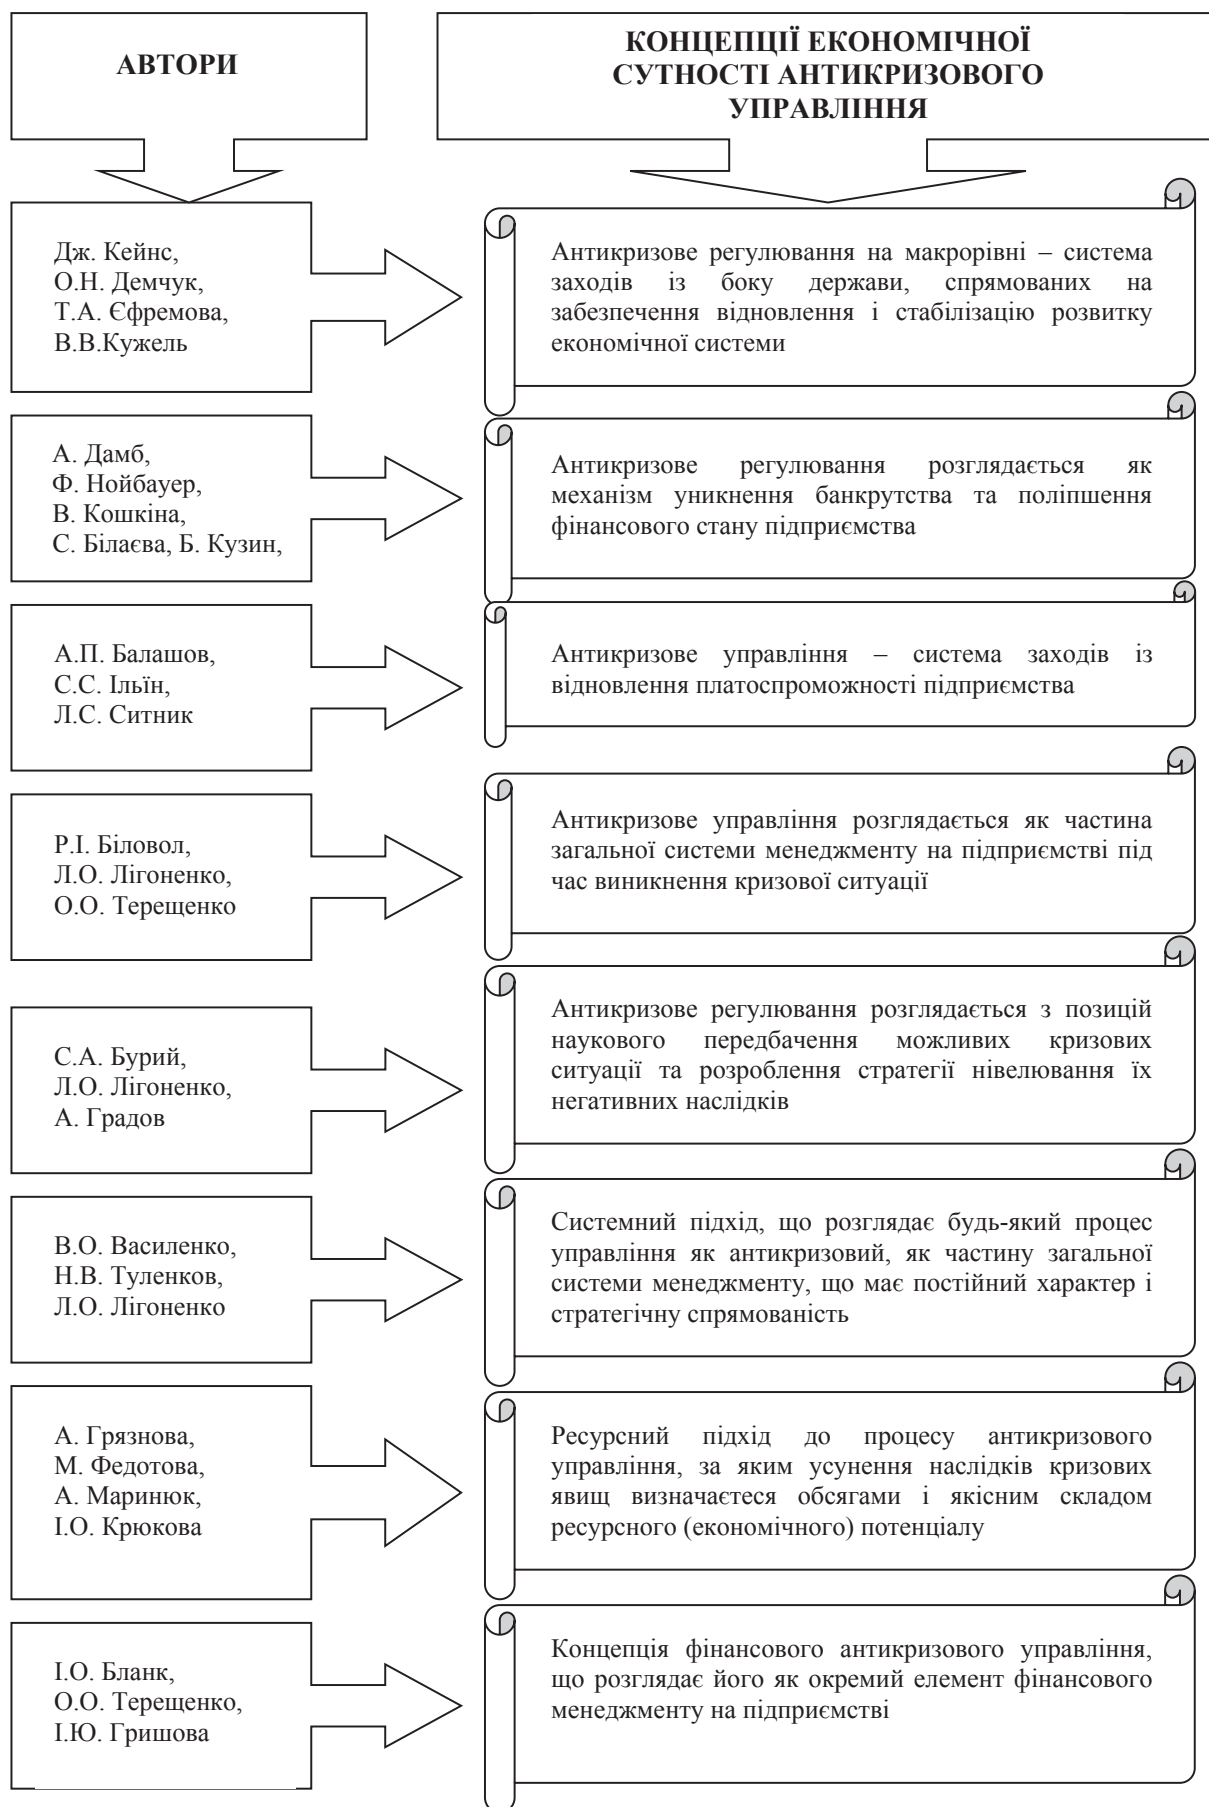 АВТОРИ
КОНЦЕПЦІЇ ЕКОНОМІЧНОЇ
СУТНОСТІ АНТИКРИЗОВОГО
УПРАВЛІННЯ
Дж. Кейнс,
О.Н. Демчук,
Т.А. Єфремова,
В.В.Кужель
Антикризове регулювання на макрорівні – система
заходів із боку держави, спрямованих на
забезпечення відновлення і стабілізацію розвитку
економічної системи
А. Дамб,
Ф. Нойбауер,
В. Кошкіна,
С. Білаєва, Б. Кузин,
Антикризове регулювання розглядається як
механізм уникнення банкрутства та поліпшення
фінансового стану підприємства
А.П. Балашов,
С.С. Ільїн,
Л.С. Ситник
Антикризове управління – система заходів із
відновлення платоспроможності підприємства
Р.І. Біловол,
Л.О. Лігоненко,
О.О. Терещенко
Антикризове управління розглядається як частина
загальної системи менеджменту на підприємстві під
час виникнення кризової ситуації
С.А. Бурий,
Л.О. Лігоненко,
А. Градов
Антикризове регулювання розглядається з позицій
наукового передбачення можливих кризових
ситуації та розроблення стратегії нівелювання їх
негативних наслідків
В.О. Василенко,
Н.В. Туленков,
Л.О. Лігоненко
Системний підхід, що розглядає будь-який процес
управління як антикризовий, як частину загальної
системи менеджменту, що має постійний характер і
стратегічну спрямованість
А. Грязнова,
М. Федотова,
А. Маринюк,
І.О. Крюкова
Ресурсний підхід до процесу антикризового
управління, за яким усунення наслідків кризових
явищ визначаєтеся обсягами і якісним складом
ресурсного (економічного) потенціалу
І.О. Бланк,
О.О. Терещенко,
І.Ю. Гришова
Концепція фінансового антикризового управління,
що розглядає його як окремий елемент фінансового
менеджменту на підприємстві